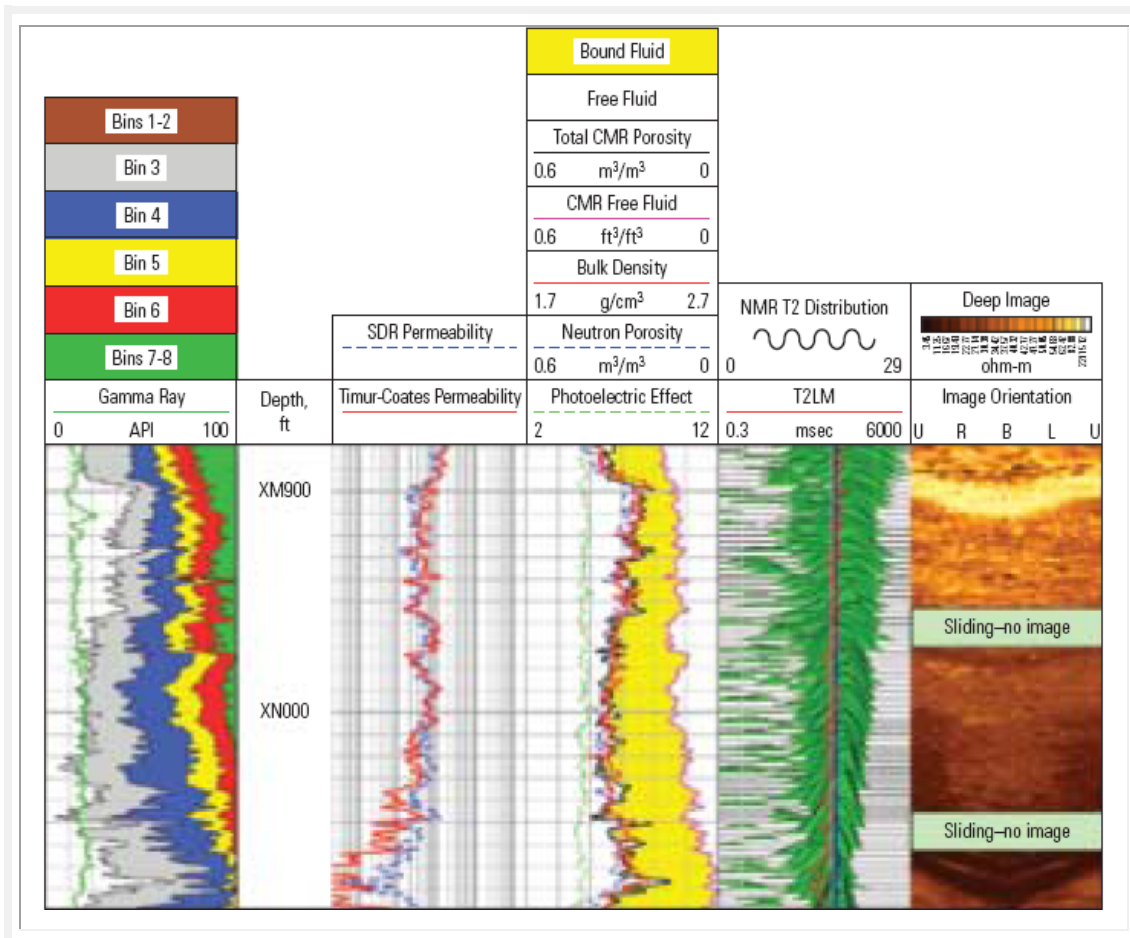 Bound Fluid
Free Fluid
Total CMR Porosity
0.6 m³/m³ 0
CMR Free Fluid
0.6 ft³/ft³ 0
Bulk Density
1.7 g/cm³ 2.7
Neutron Porosity
0.6 m³/m³ 0
Photoelectric Effect
2 12
Bins 1-2
Bin 3
Bin 4
Bin 5
Bin 6
Bins 7-8
Gamma Ray
0 API 100
Depth,
ft
SDR Permeability
Timur-Coates Permeability
NMR T2 Distribution
0 29
T2LM
0.3 msec 6000
Deep Image
ohm-m
Image Orientation
U R B L U
XM900
XN000
Sliding–no image
Sliding–no image